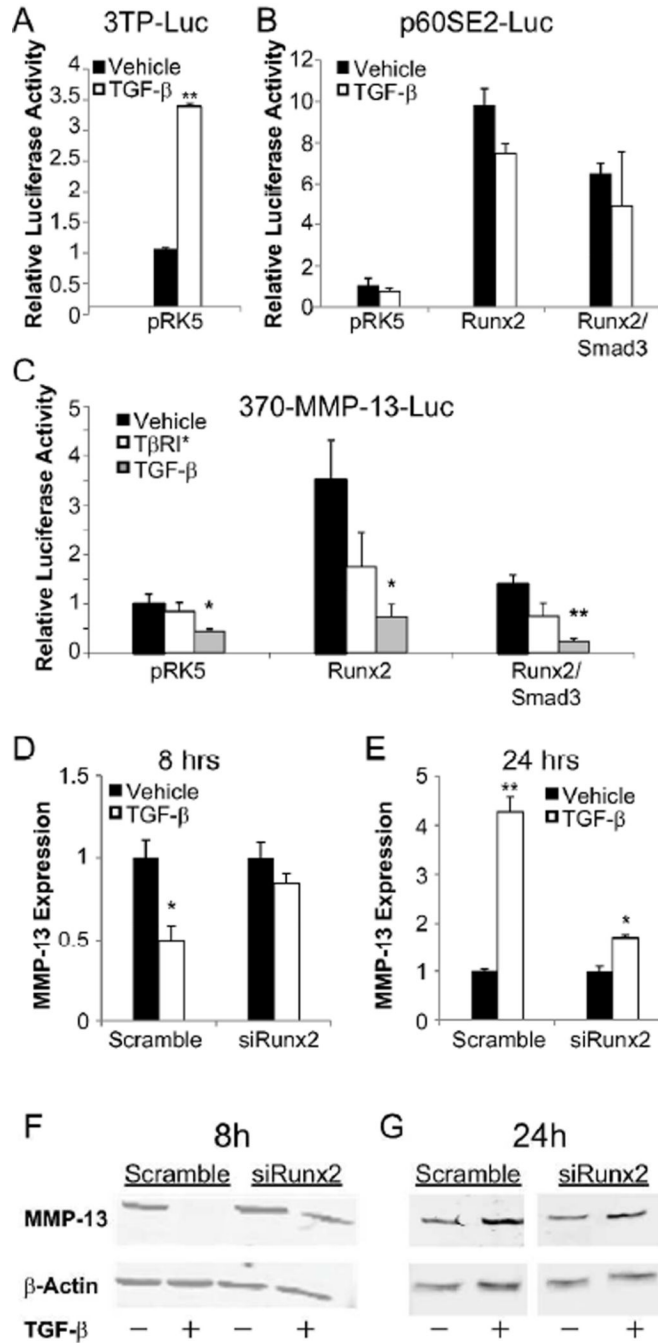 A 3TP-Luc
Relative Luciferase Activity
Vehicle
TGF-β
**
4
3.5
3
2.5
2
1.5
1
0.5
pRK5
B p60SE2-Luc
Relative Luciferase Activity
Vehicle
TGF-β
12
10
8
6
4
2
0
pRK5 Runx2 Runx2/
Smad3
C 370-MMP-13-Luc
Relative Luciferase Activity
Vehicle
TβRI*
TGF-β
5
4
3
2
1
0
* * **
pRK5 Runx2 Runx2/
Smad3
D 8 hrs
MMP-13 Expression
Vehicle
TGF-β
1.5
1
0.5
0
*
Scramble siRunx2
E 24 hrs
MMP-13 Expression
Vehicle
TGF-β
5
4
3
2
1
0
** *
Scramble siRunx2
F 8h
Scramble siRunx2
MMP-13
β-Actin
TGF-β − + − +
G 24h
Scramble siRunx2
− + − +